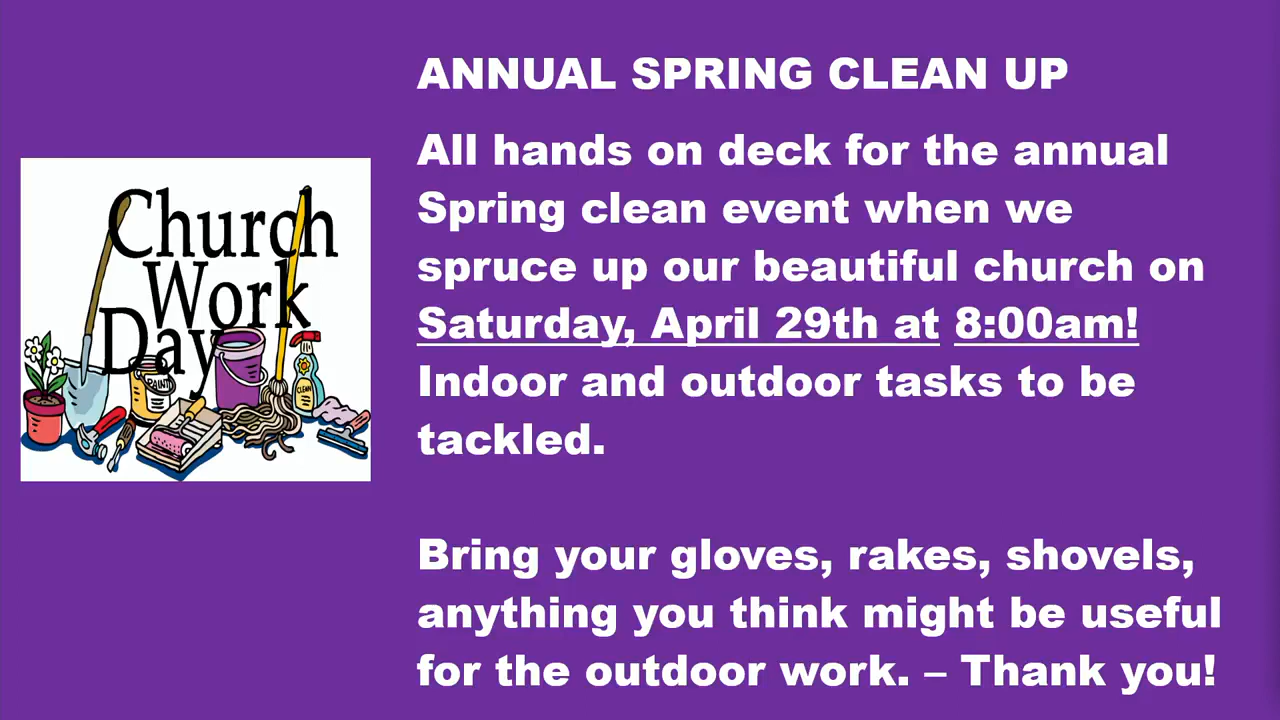 ANNUAL SPRING CLEAN UP
All hands on deck for the annual
Spring clean event when we
spruce up our beautiful church on
Saturday, April 29th at 8:00am!
Indoor and outdoor tasks to be
tackled.
Bring your gloves, rakes, shovels,
anything you think might be useful
for the outdoor work. – Thank you!
Church
Work
Day
PAINT
CLEAN